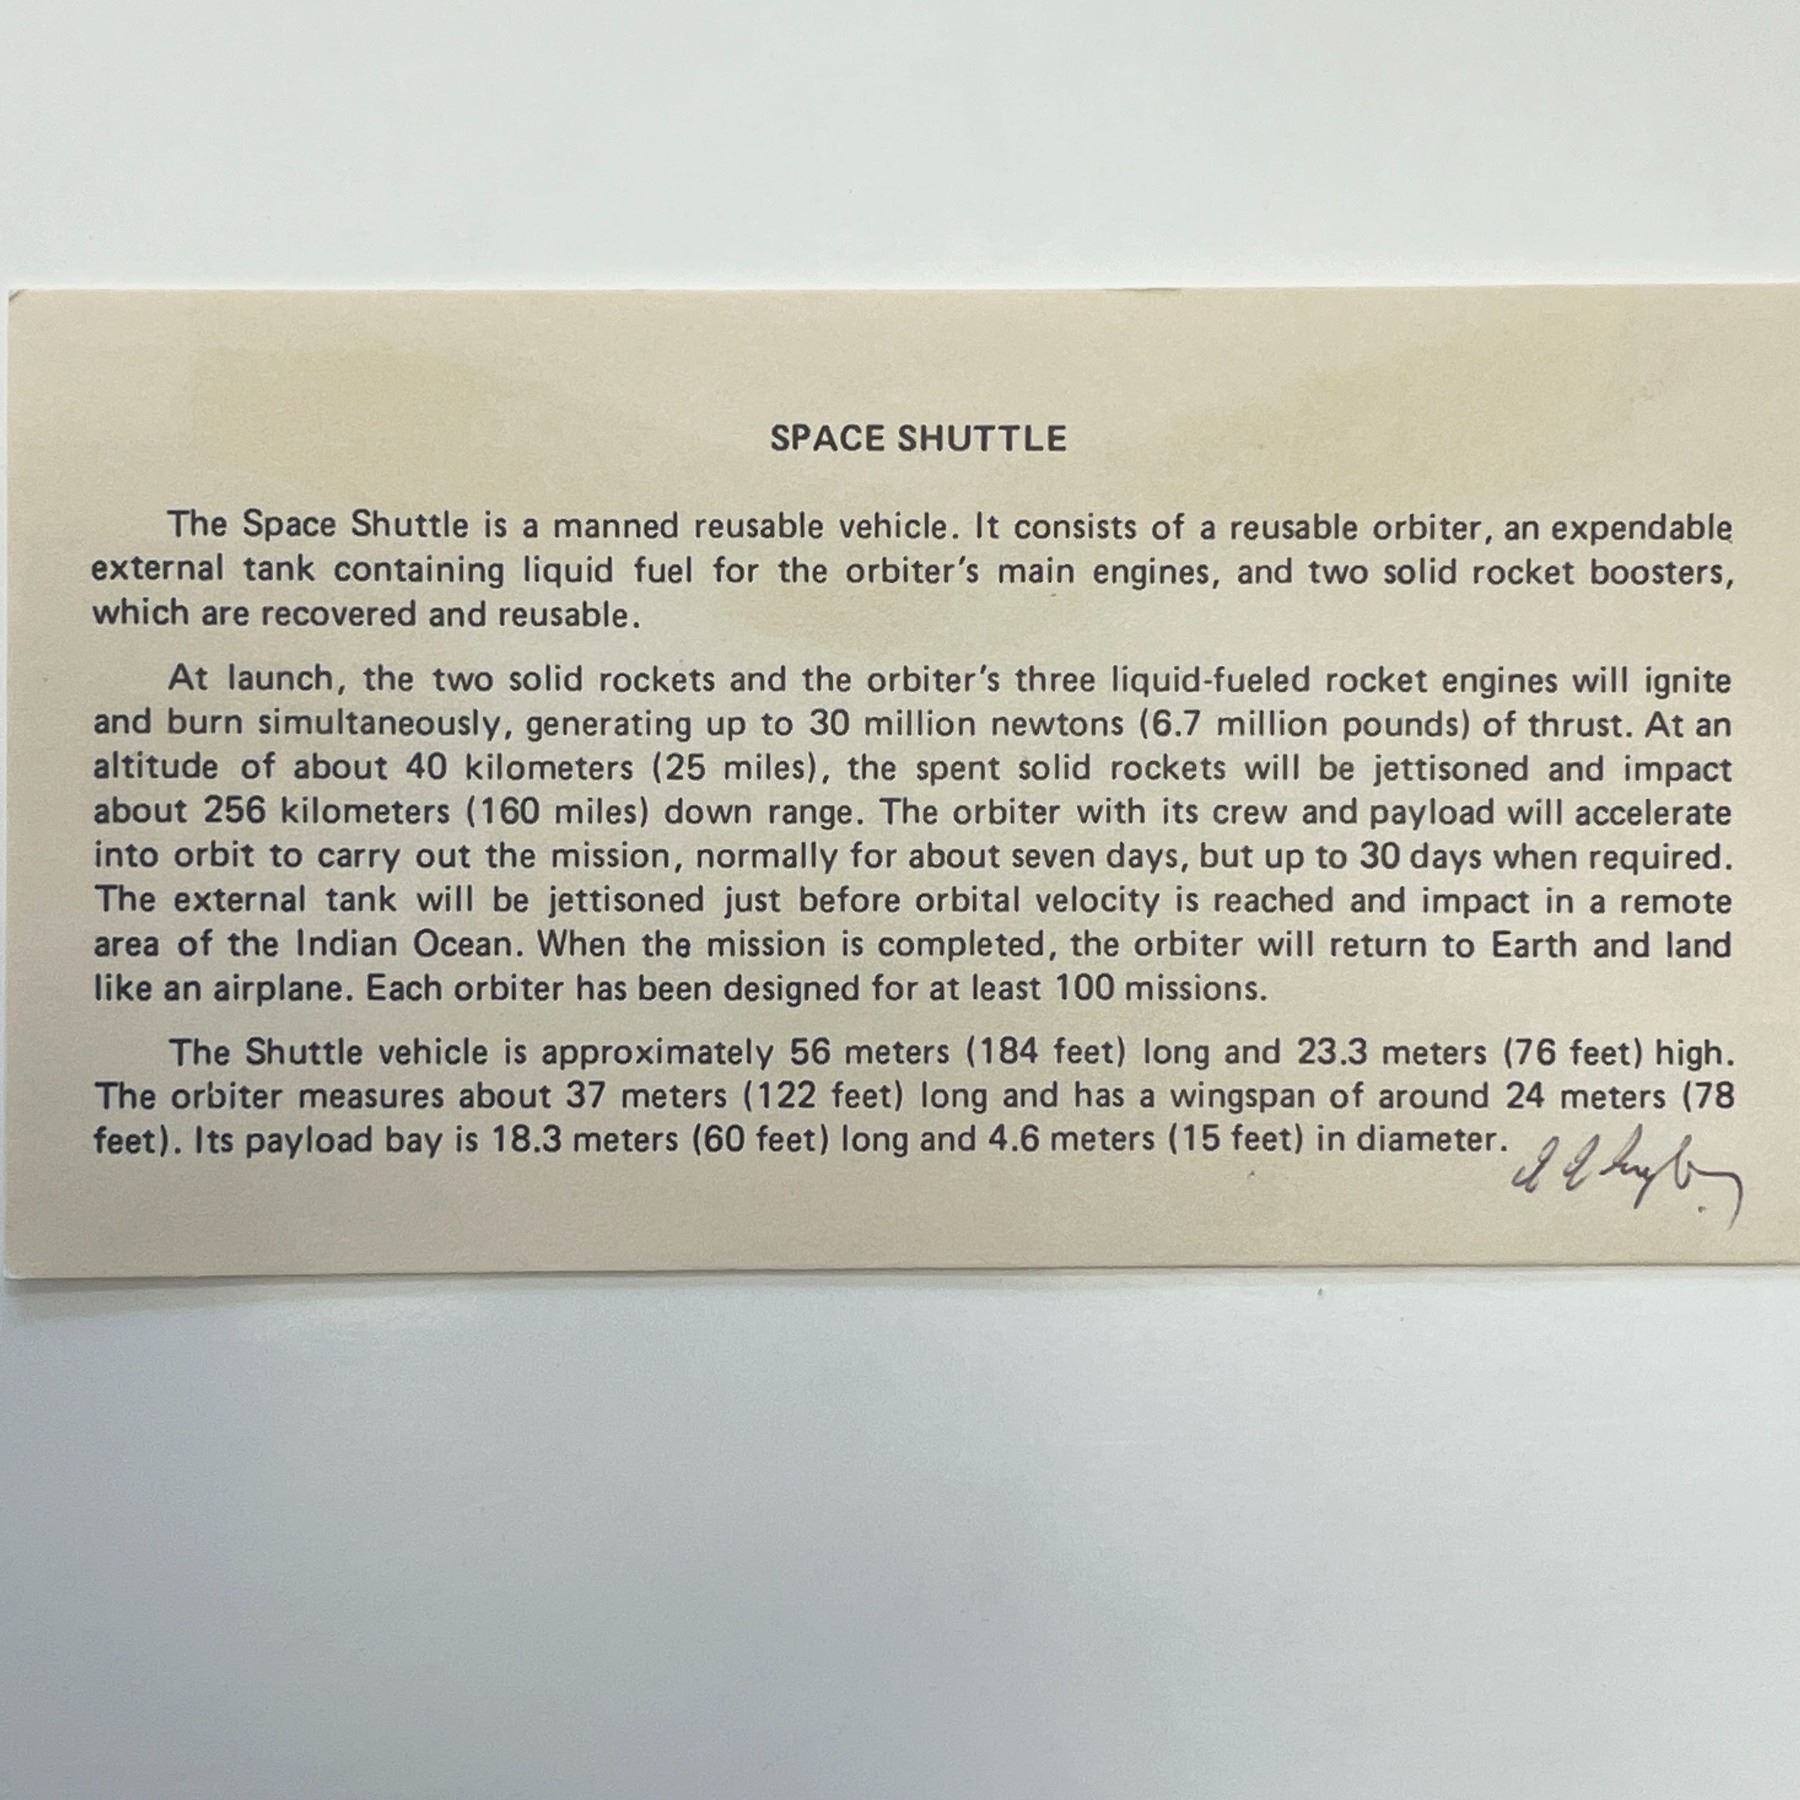 SPACE SHUTTLE
The Space Shuttle is a manned reusable vehicle. It consists of a reusable orbiter, an expendable
external tank containing liquid fuel for the orbiter's main engines, and two solid rocket boosters,
which are recovered and reusable.
At launch, the two solid rockets and the orbiter's three liquid-fueled rocket engines will ignite
and burn simultaneously, generating up to 30 million newtons (6.7 million pounds) of thrust. At an
altitude of about 40 kilometers (25 miles), the spent solid rockets will be jettisoned and impact
about 256 kilometers (160 miles) down range. The orbiter with its crew and payload will accelerate
into orbit to carry out the mission, normally for about seven days, but up to 30 days when required.
The external tank will be jettisoned just before orbital velocity is reached and impact in a remote
area of the Indian Ocean. When the mission is completed, the orbiter will return to Earth and land
like an airplane. Each orbiter has been designed for at least 100 missions.
The Shuttle vehicle is approximately 56 meters (184 feet) long and 23.3 meters (76 feet) high.
The orbiter measures about 37 meters (122 feet) long and has a wingspan of around 24 meters (78
feet). Its payload bay is 18.3 meters (60 feet) long and 4.6 meters (15 feet) in diameter.